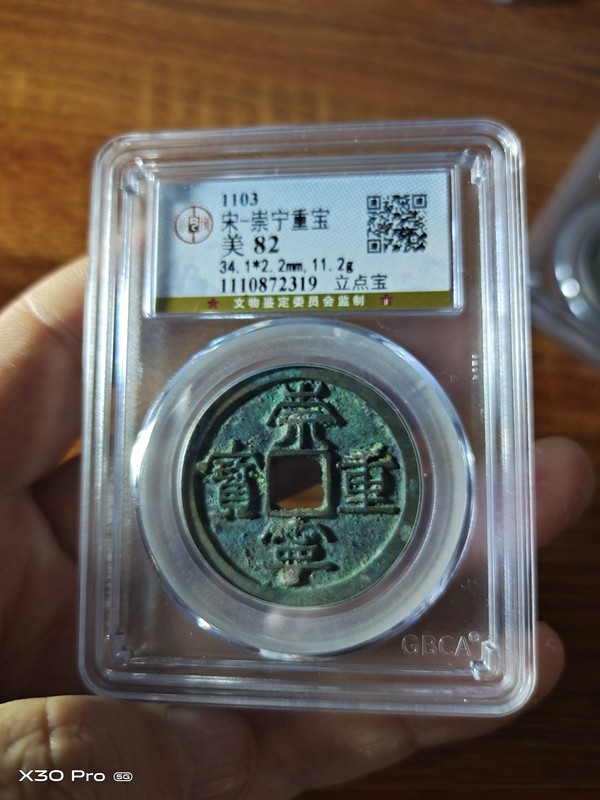 1103
宋-崇宁重宝
美 82
34.1*2.2mm,11.2g
1110872319 立点宝
文物鉴定委员会监制
崇
寳 重
寧
GBCA
X30 Pro 5G